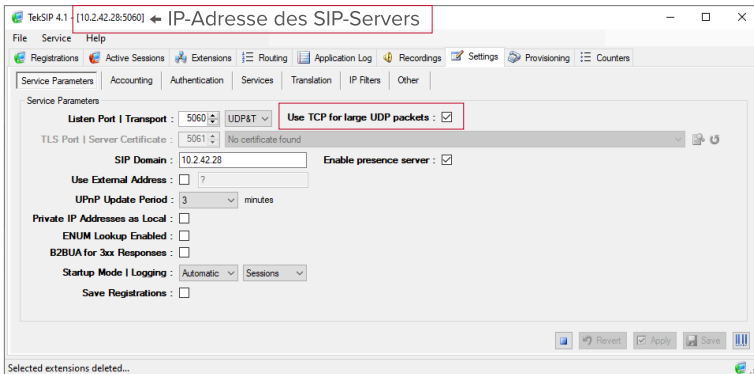 TekSIP 4.1 - [10.2.42.28:5060] ← IP-Adresse des SIP-Servers
File Service Help
Registrations Active Sessions Extensions Routing Application Log Recordings Settings Provisioning Counters
Service Parameters Accounting Authentication Services Translation IP Filters Other
Service Parameters
Listen Port | Transport : 5060 UDP&T Use TCP for large UDP packets :
TLS Port | Server Certificate : 5061 No certificate found
SIP Domain : 10.2.42.28 Enable presence server :
Use External Address : ?
UPnP Update Period : 3 minutes
Private IP Addresses as Local :
ENUM Lookup Enabled :
B2BUA for 3xx Responses :
Startup Mode | Logging : Automatic Sessions
Save Registrations :
Revert Apply Save
Selected extensions deleted...